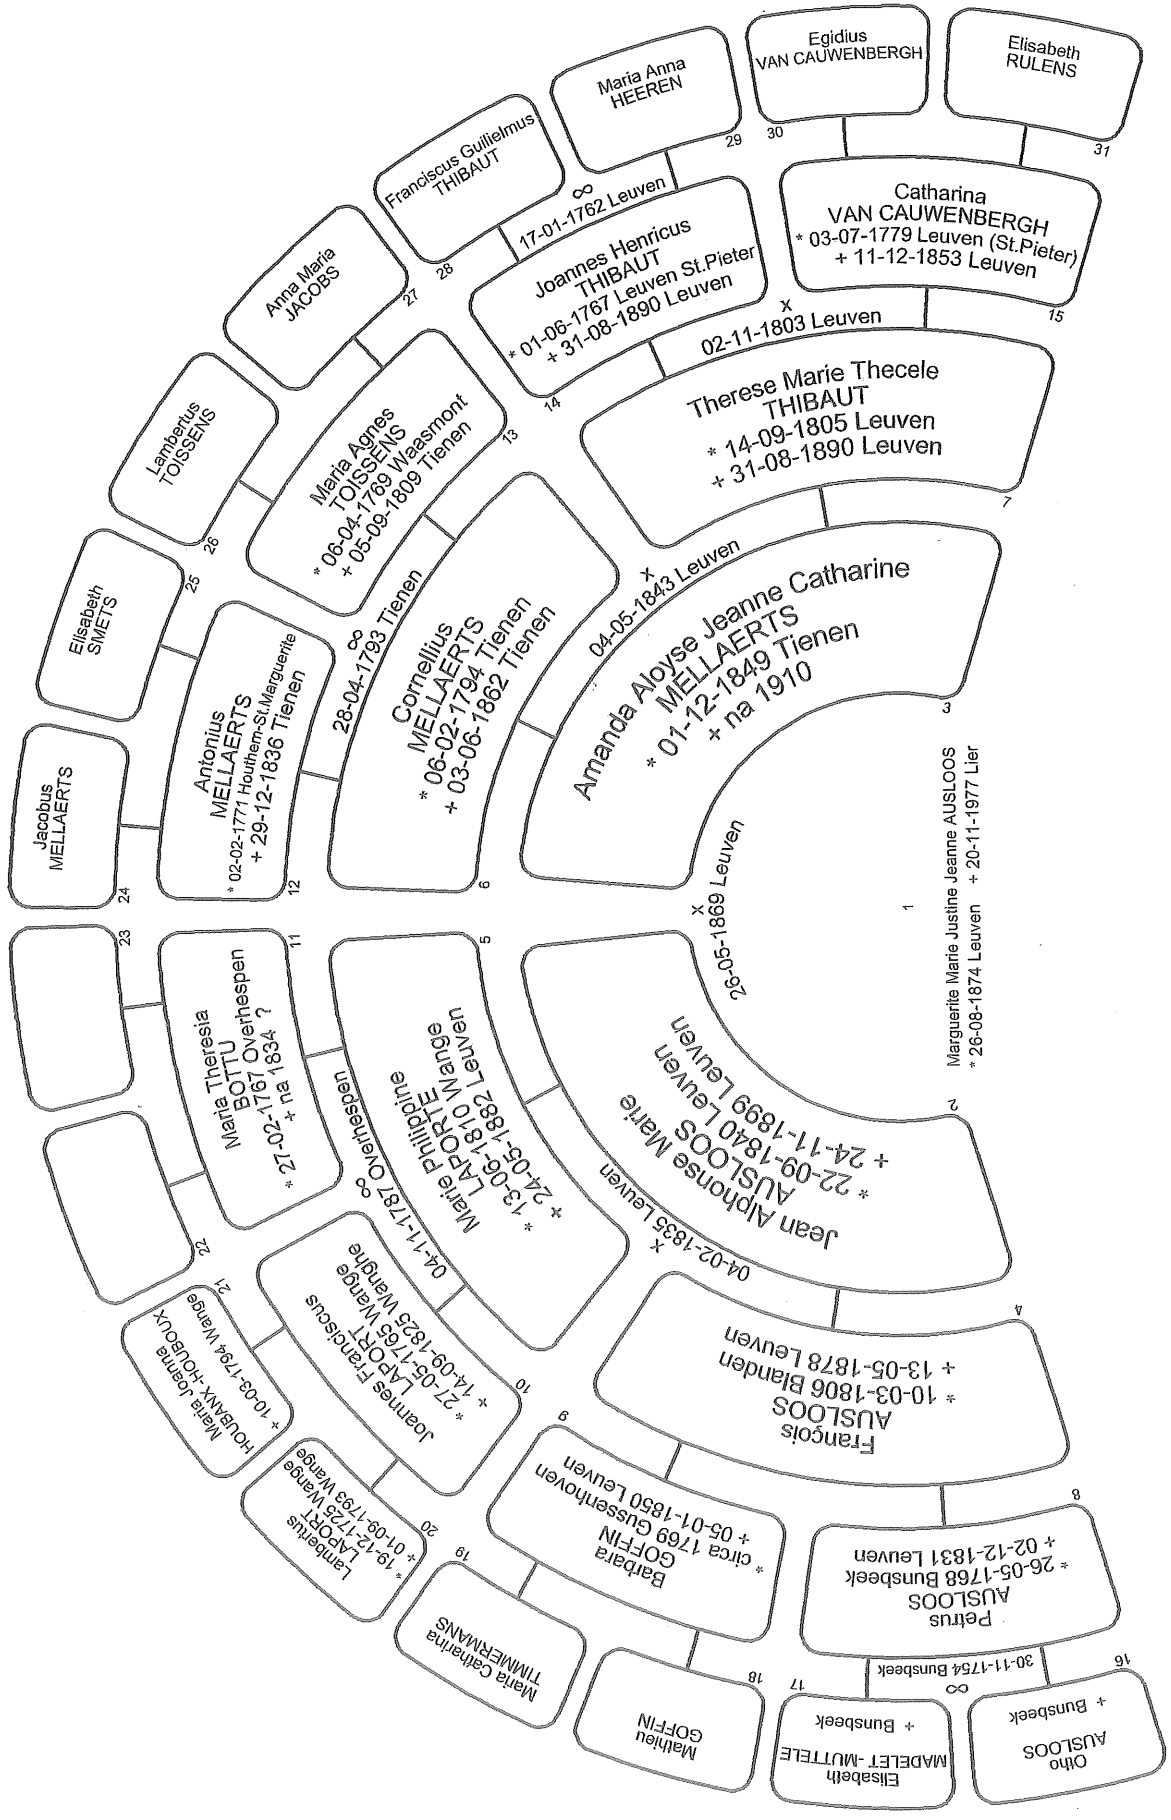 1
Marguerite Marie Justine Jeanne AUSLOOS
* 26-08-1874 Leuven + 20-11-1977 Lier
x
26-05-1869 Leuven
2
Jean Alphonse Marie
AUSLOOS
* 22-09-1840 Leuven
+ 24-11-1899 Leuven
3
Amanda Aloyse Jeanne Catharine
MELLAERTS
* 01-12-1849 Tienen
+ na 1910
x
04-02-1835 Leuven
4
François
AUSLOOS
* 10-03-1806 Blanden
+ 13-05-1878 Leuven
5
Marie Philippine
LAPORTE
* 13-06-1810 Wange
+ 24-05-1882 Leuven
x
04-05-1843 Leuven
6
Cornellius
MELLAERTS
* 06-02-1794 Tienen
+ 03-06-1862 Tienen
7
Therese Marie Thecele
THIBAUT
* 14-09-1805 Leuven
+ 31-08-1890 Leuven
8
Petrus
AUSLOOS
* 26-05-1768 Bunsbeek
+ 02-12-1831 Leuven
9
Barbara
GOFFIN
* circa 1769 Gussenhoven
+ 05-01-1850 Leuven
∞
04-11-1787 Overhespen
10
Joannes Franciscus
LAPORT
* 27-05-1765 Wange
+ 14-09-1825 Wanghe
11
Maria Theresia
BOTTU
* 27-02-1767 Overhespen
+ na 1834 ?
∞
28-04-1793 Tienen
12
Antonius
MELLAERTS
* 02-02-1771 Houthem-St.Marguerite
+ 29-12-1836 Tienen
13
Maria Agnes
TOISSENS
* 06-04-1769 Waasmont
+ 05-09-1809 Tienen
x
02-11-1803 Leuven
14
Joannes Henricus
THIBAUT
* 01-06-1767 Leuven St.Pieter
+ 31-08-1890 Leuven
15
Catharina
VAN CAUWENBERGH
* 03-07-1779 Leuven (St.Pieter)
+ 11-12-1853 Leuven
∞
30-11-1754 Bunsbeek
16
Otho
AUSLOOS
+ Bunsbeek
17
Elisabeth
MADELET-MUTTELE
+ Bunsbeek
18
Mathieu
GOFFIN
19
Maria Catharina
TIMMERMANS
20
Lambertus
LAPORT
* 19-12-1725 Wange
+ 01-09-1793 Wange
21
Maria Joanna
HOUBANX-HOUBOUX
+ 10-03-1794 Wange
22
23
24
Jacobus
MELLAERTS
25
Elisabeth
SMETS
26
Lambertus
TOISSENS
27
Anna Maria
JACOBS
∞
17-01-1762 Leuven
28
Franciscus Guilielmus
THIBAUT
29
Maria Anna
HEEREN
30
Egidius
VAN CAUWENBERGH
31
Elisabeth
RULENS